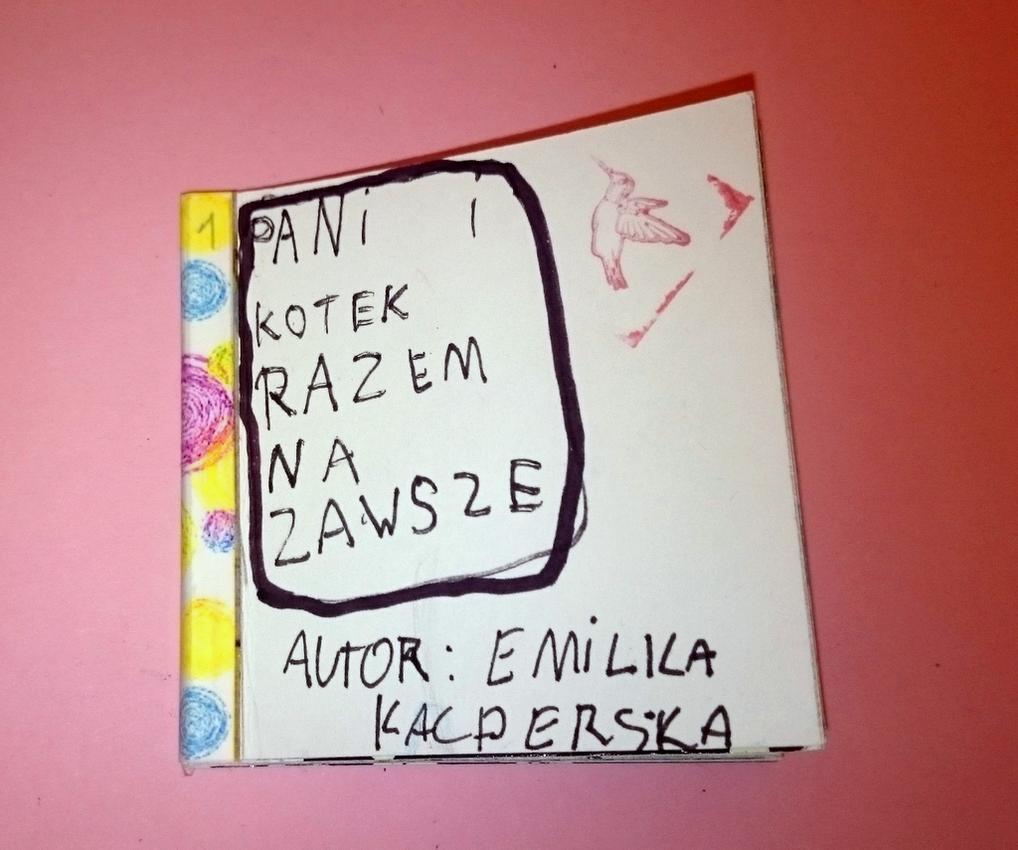 1
PANi I
KOTEK
RAZEM
NA
ZAWSZE
AUTOR: EMiLKA
KACPERSKA